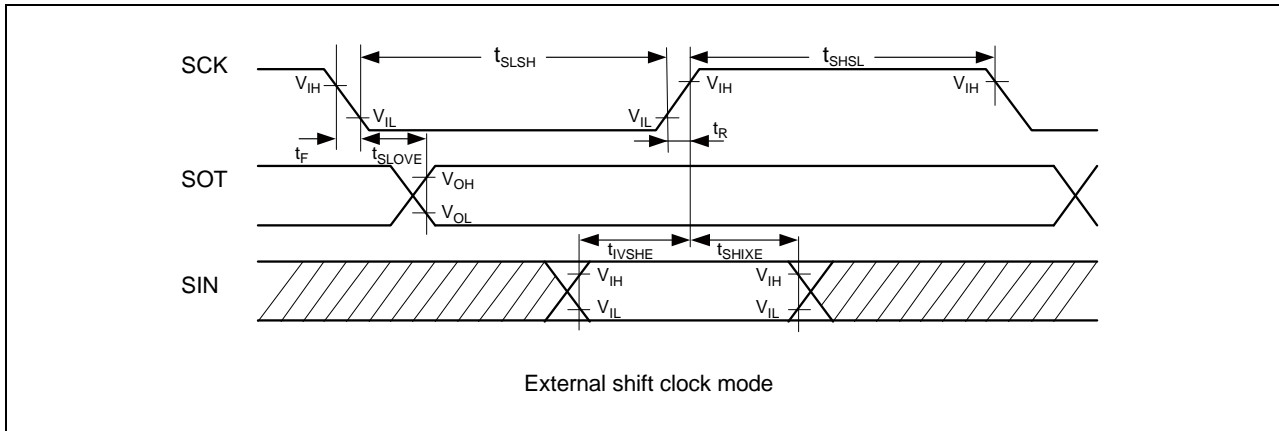 SCK
tSLSH
tSHSL
VIH
VIH
VIH
VIL
VIL
tR
tF
tSLOVE
SOT
VOH
VOL
tIVSHE
tSHIXE
SIN
VIH
VIH
VIL
VIL
External shift clock mode